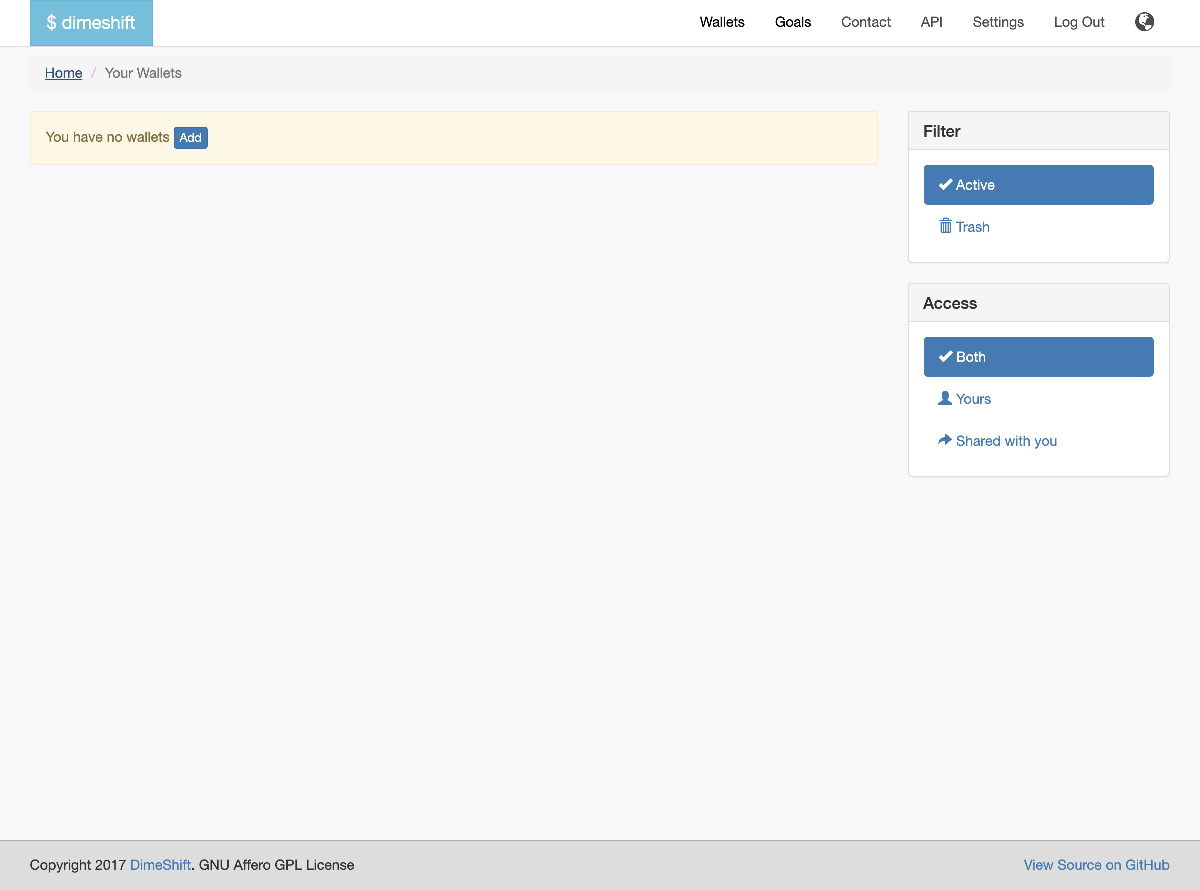 $ dimeshift
Wallets Goals Contact API Settings Log Out
Home / Your Wallets
You have no wallets Add
Filter
Active
Trash
Access
Both
Yours
Shared with you
Copyright 2017 DimeShift. GNU Affero GPL License
View Source on GitHub